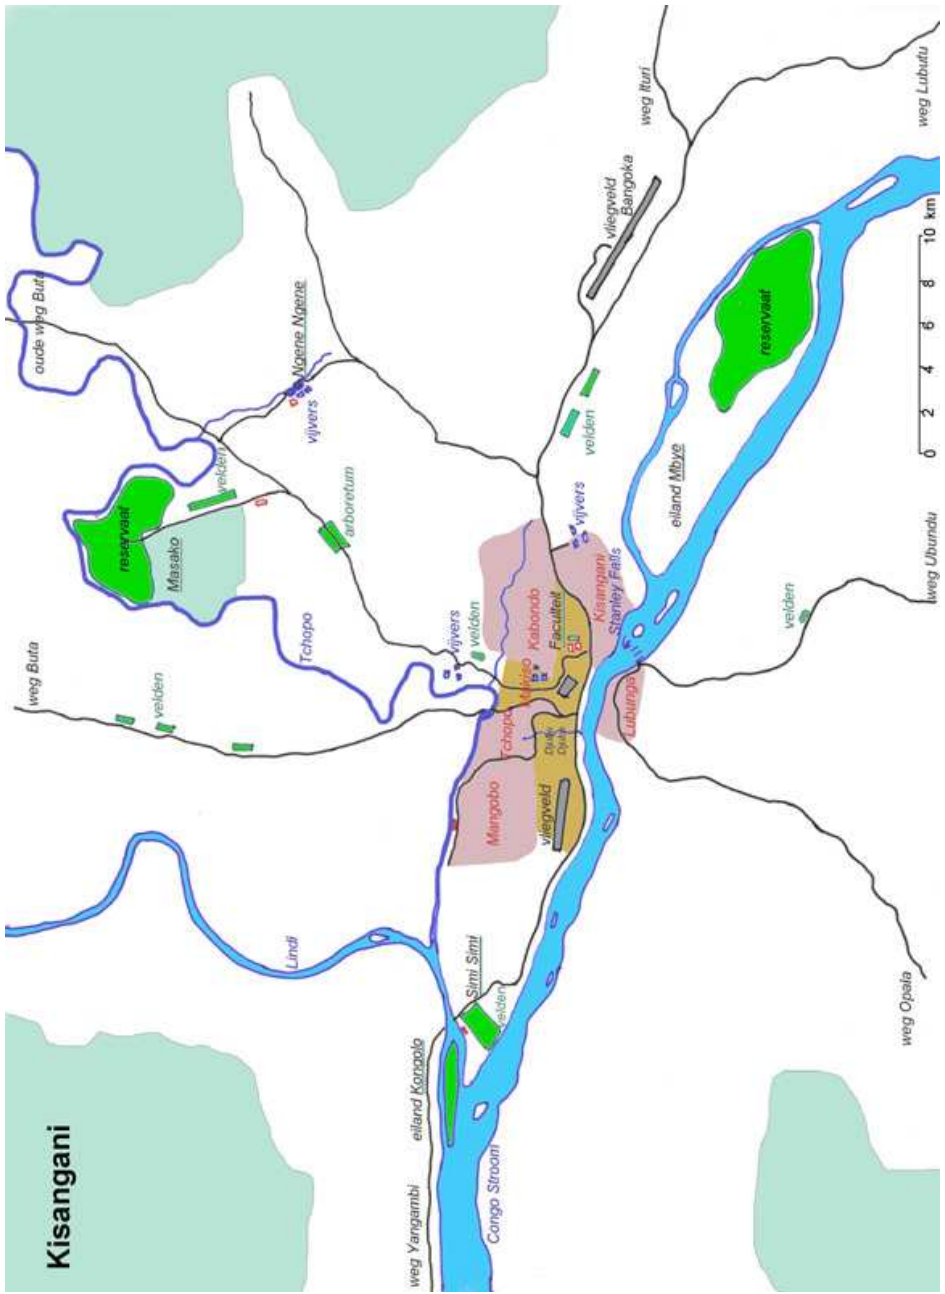 Kisangani
weg Yangambi
eiland Kongolo
Congo Stroom
Simi Simi
velden
Lindi
weg Opala
weg Buta
velden
Tchopo
Mangobo
Tchopo
vliegveld
Djubu
Djubu
Makiso
Kabondo
Faculteit
Kisangani
Stanley Falls
Lubunga
vijvers
velden
vijvers
velden
weg Ubundu
reservaat
Masako
velden
arboretum
oude weg Buta
Ngene Ngene
vijvers
velden
eiland Mbye
reservaat
vliegveld
Bangoka
weg Ituri
weg Lubutu
0 2 4 6 8 10 km